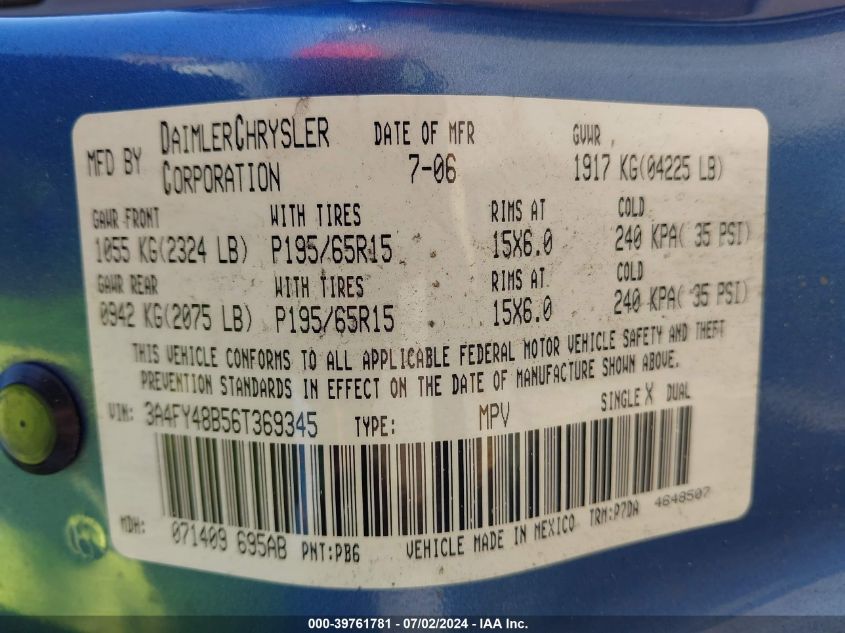 MFD BY DAIMLERCHRYSLER CORPORATION DATE OF MFR 7-06 GVWR 1917 KG(04225 LB)
GAWR FRONT WITH TIRES RIMS AT COLD
1055 KG(2324 LB) P195/65R15 15X6.0 240 KPA( 35 PSI)
GAWR REAR WITH TIRES RIMS AT COLD
0942 KG(2075 LB) P195/65R15 15X6.0 240 KPA( 35 PSI)
THIS VEHICLE CONFORMS TO ALL APPLICABLE FEDERAL MOTOR VEHICLE SAFETY AND THEFT
PREVENTION STANDARDS IN EFFECT ON THE DATE OF MANUFACTURE SHOWN ABOVE.
VIN: 3A4FY48B56T369345 TYPE: MPV SINGLE X DUAL
MDH: 071409 695AB PNT:PB6 VEHICLE MADE IN MEXICO TRM:P7DA 4648507
000-39761781 - 07/02/2024 - IAA Inc.